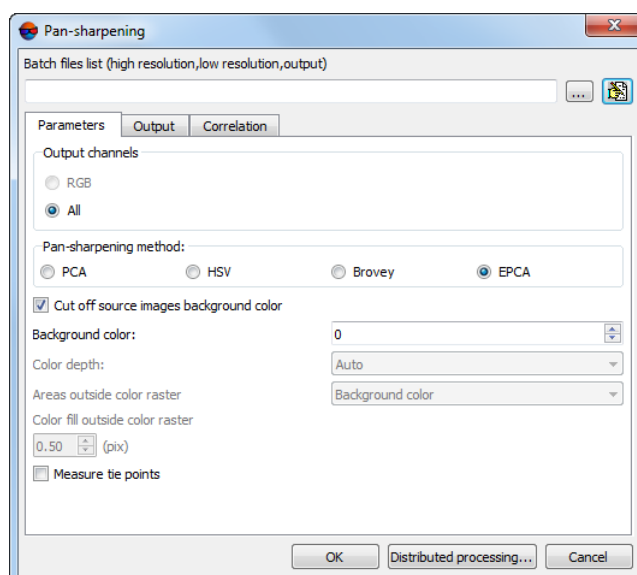 Pan-sharpening
Batch files list (high resolution,low resolution,output)
...
Parameters Output Correlation
Output channels
RGB
All
Pan-sharpening method:
PCA HSV Brovey EPCA
Cut off source images background color
Background color: 0
Color depth: Auto
Areas outside color raster Background color
Color fill outside color raster
0.50 (pix)
Measure tie points
OK Distributed processing... Cancel